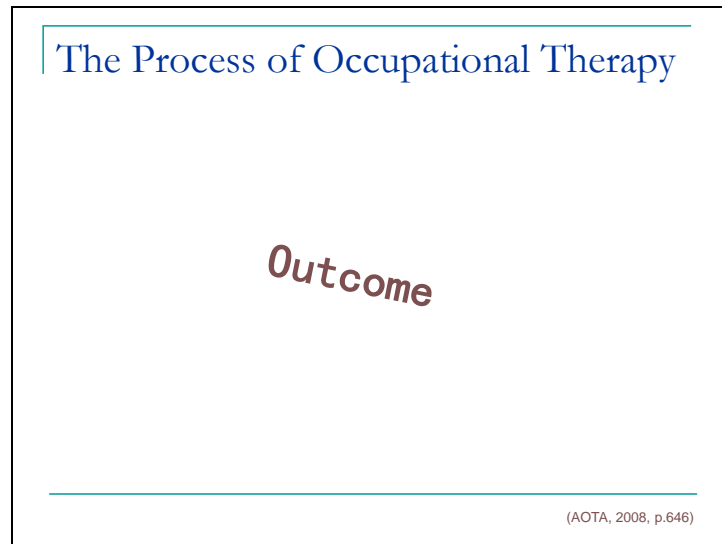 The Process of Occupational Therapy
Outcome
(AOTA, 2008, p.646)